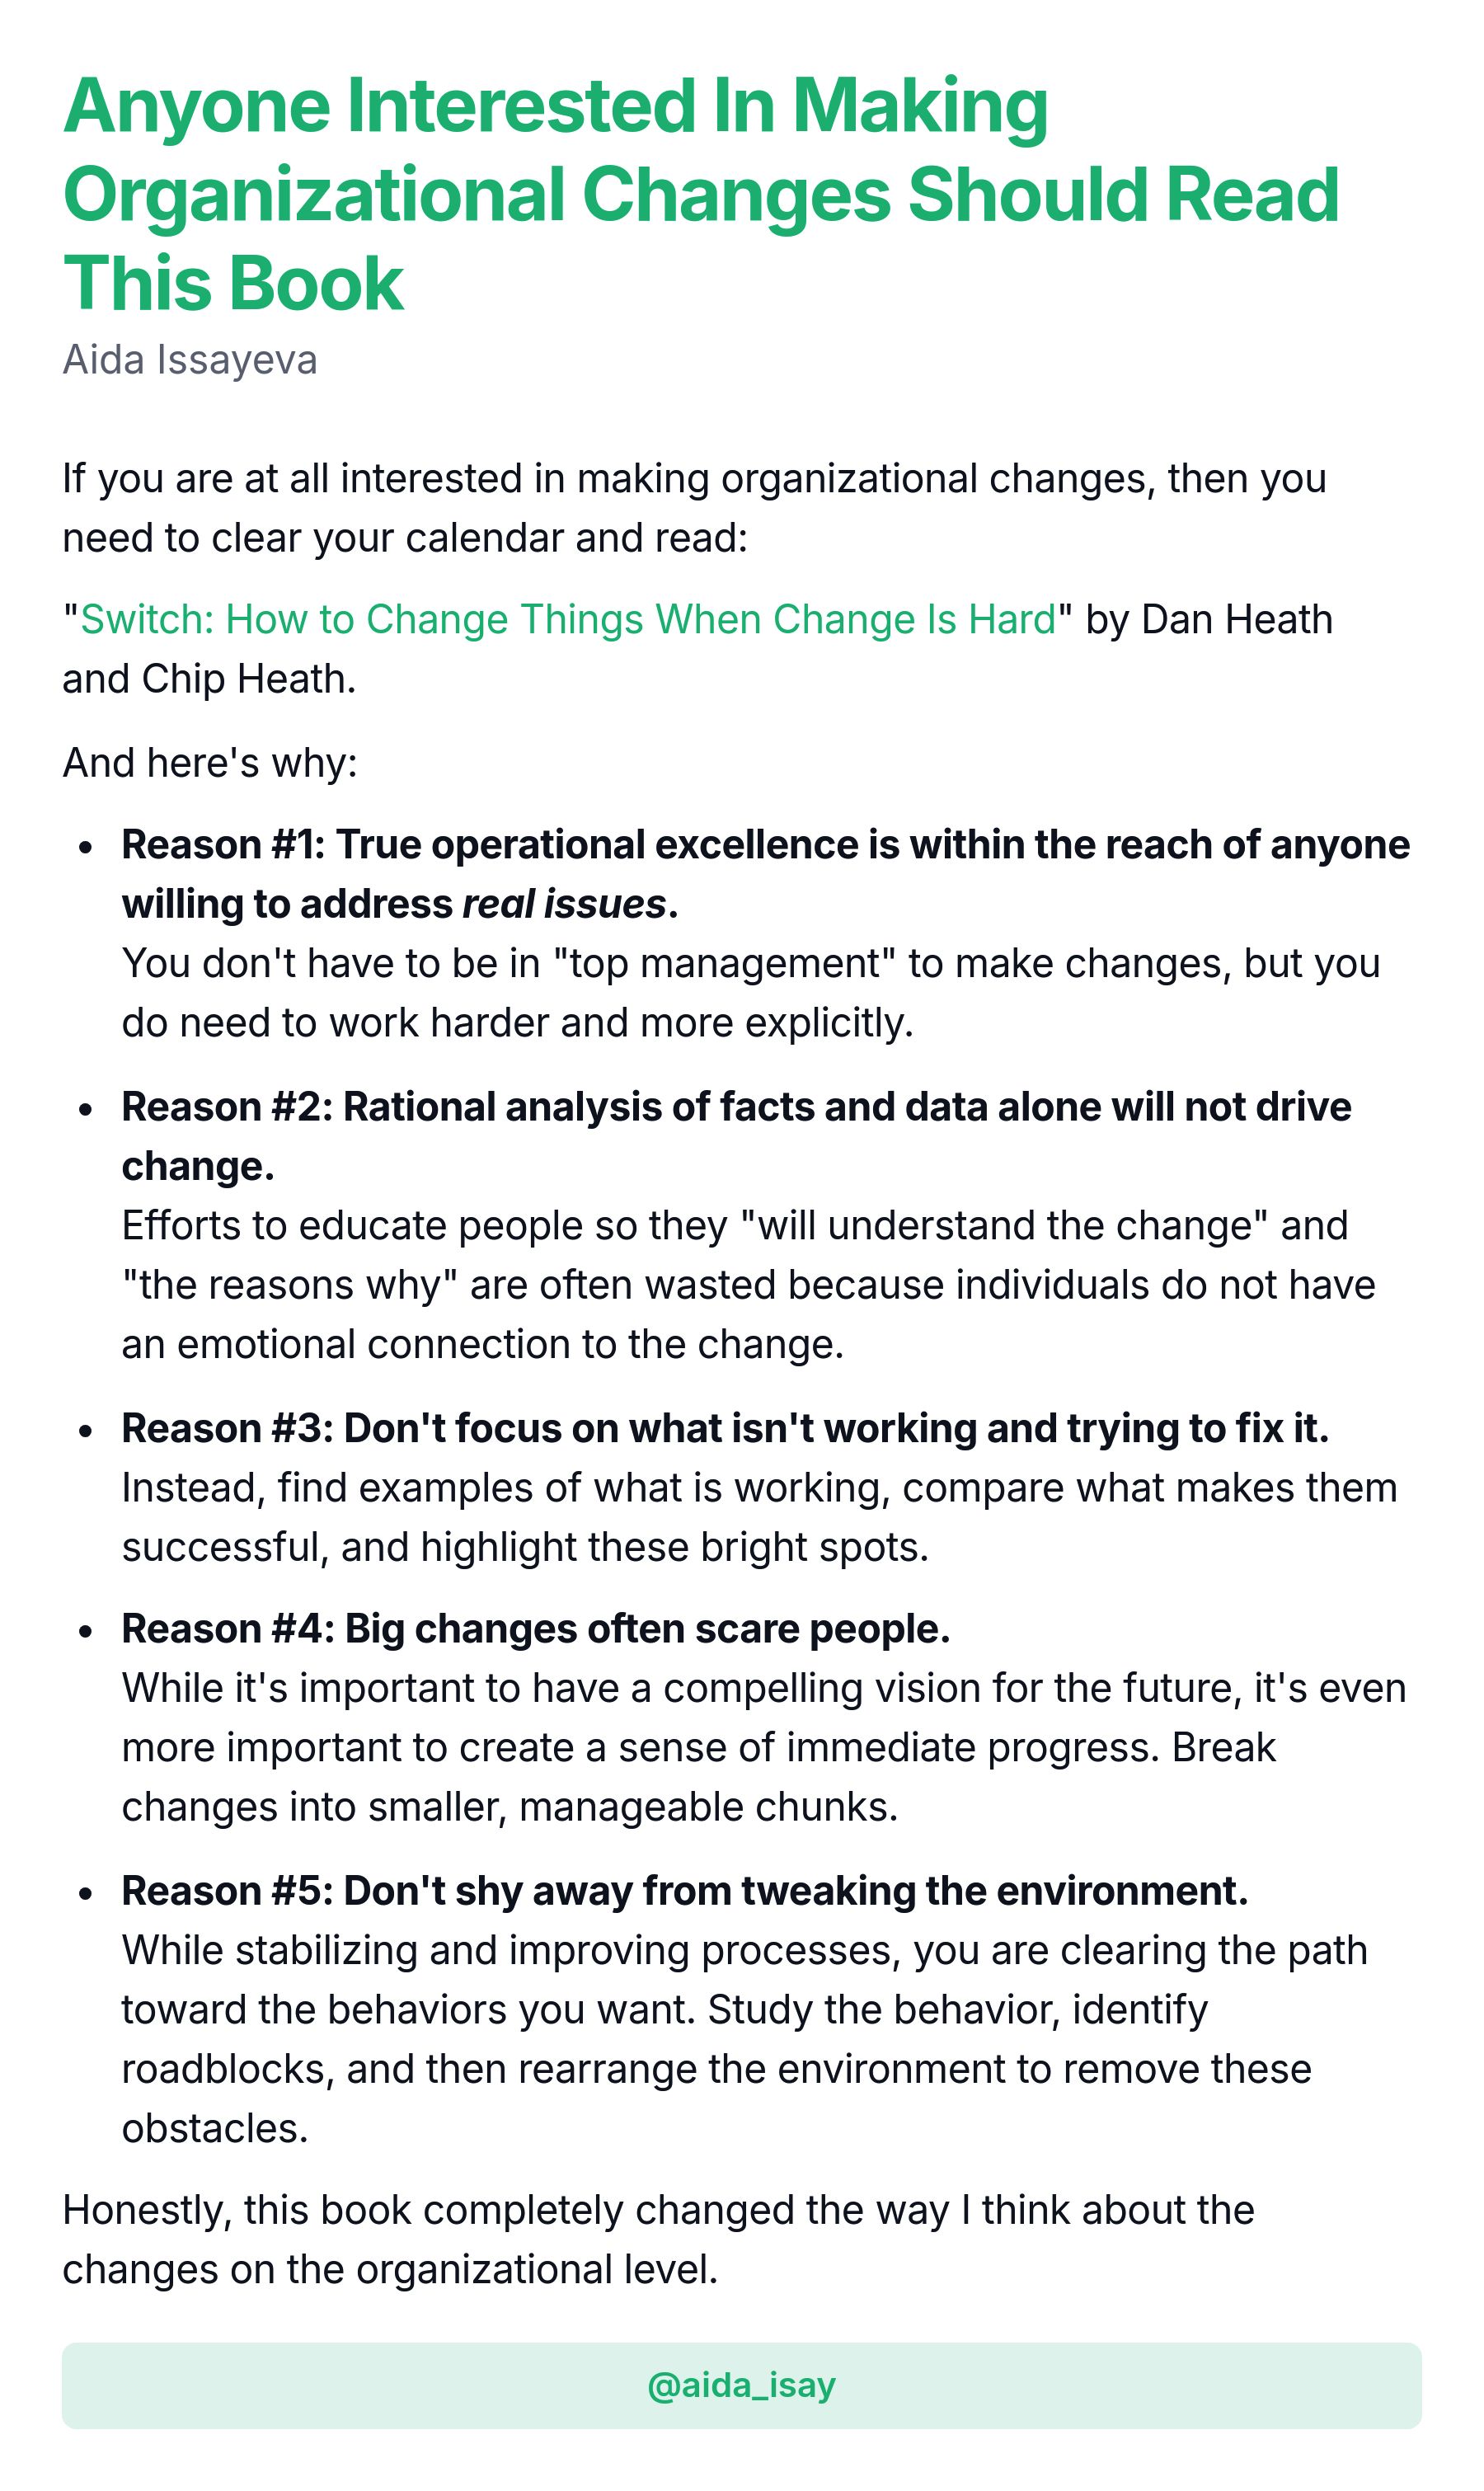 Anyone Interested In Making
Organizational Changes Should Read
This Book
Aida Issayeva
If you are at all interested in making organizational changes, then you
need to clear your calendar and read:
"Switch: How to Change Things When Change Is Hard" by Dan Heath
and Chip Heath.
And here's why:
• Reason #1: True operational excellence is within the reach of anyone
willing to address real issues.
You don't have to be in "top management" to make changes, but you
do need to work harder and more explicitly.
• Reason #2: Rational analysis of facts and data alone will not drive
change.
Efforts to educate people so they "will understand the change" and
"the reasons why" are often wasted because individuals do not have
an emotional connection to the change.
• Reason #3: Don't focus on what isn't working and trying to fix it.
Instead, find examples of what is working, compare what makes them
successful, and highlight these bright spots.
• Reason #4: Big changes often scare people.
While it's important to have a compelling vision for the future, it's even
more important to create a sense of immediate progress. Break
changes into smaller, manageable chunks.
• Reason #5: Don't shy away from tweaking the environment.
While stabilizing and improving processes, you are clearing the path
toward the behaviors you want. Study the behavior, identify
roadblocks, and then rearrange the environment to remove these
obstacles.
Honestly, this book completely changed the way I think about the
changes on the organizational level.
@aida_isay